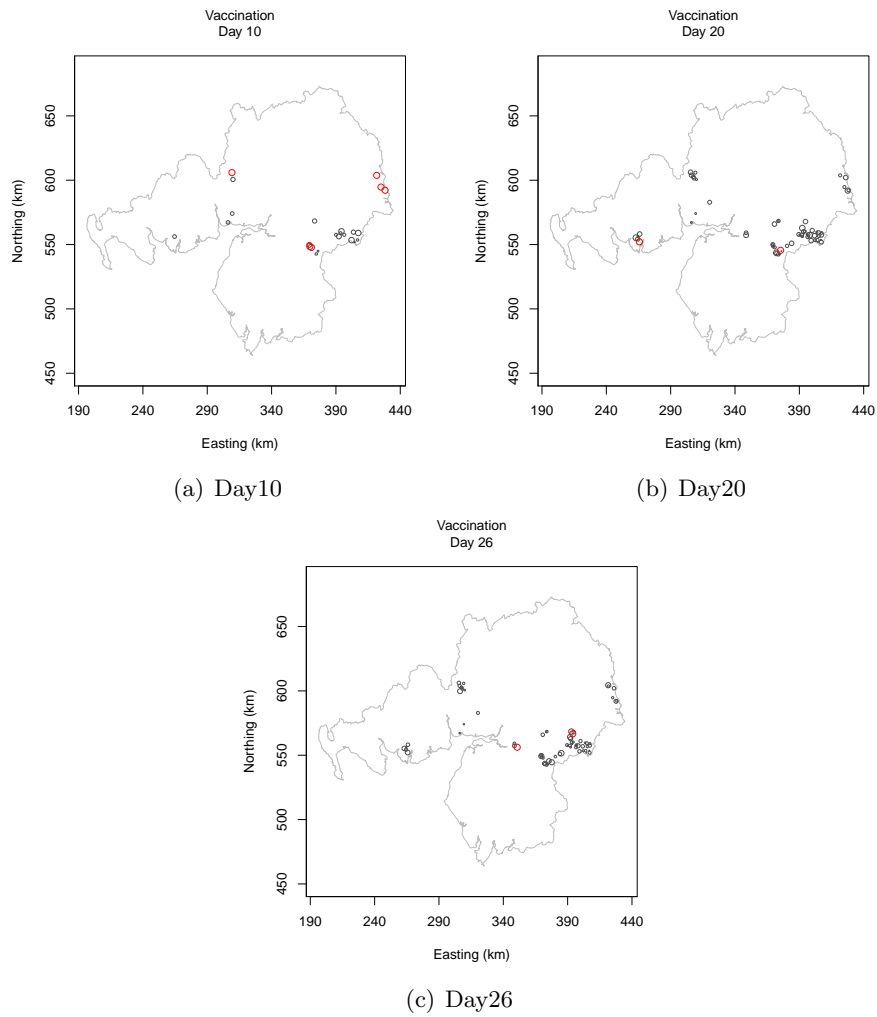 Vaccination
Day 10
Northing (km)
650
600
550
500
450
190 240 290 340 390 440
Easting (km)
(a) Day10
Vaccination
Day 20
Northing (km)
650
600
550
500
450
190 240 290 340 390 440
Easting (km)
(b) Day20
Vaccination
Day 26
Northing (km)
650
600
550
500
450
190 240 290 340 390 440
Easting (km)
(c) Day26